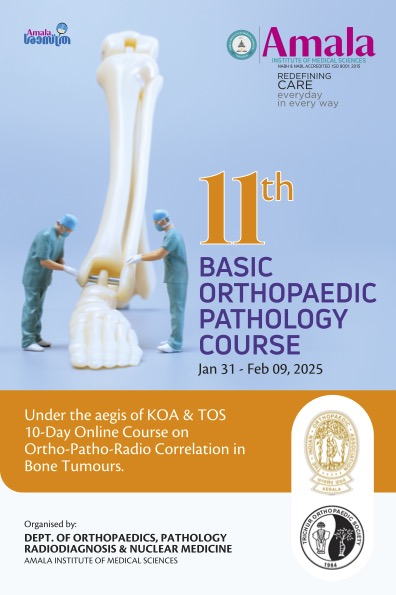 Amala
ശാസ്ത്ര
Amala
INSTITUTE OF MEDICAL SCIENCES
NABH & NABL ACCREDITED ISO 9001: 2015
REDEFINING
CARE
everyday
in every way
11th
BASIC
ORTHOPAEDIC
PATHOLOGY
COURSE
Jan 31 - Feb 09, 2025
Under the aegis of KOA & TOS
10-Day Online Course on
Ortho-Patho-Radio Correlation in
Bone Tumours.
KERALA
TRICHUR ORTHOPAEDIC SOCIETY
1984
Organised by:
DEPT. OF ORTHOPAEDICS, PATHOLOGY
RADIODIAGNOSIS & NUCLEAR MEDICINE
AMALA INSTITUTE OF MEDICAL SCIENCES